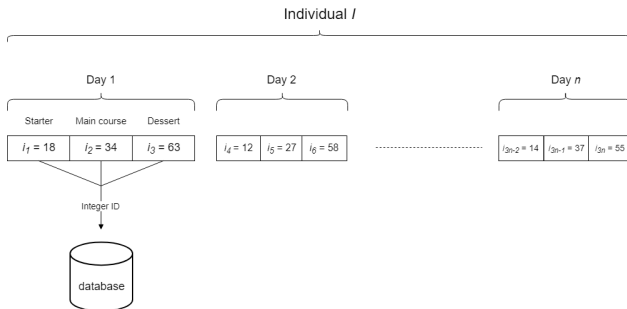 Individual I
Day 1
Day 2
Day n
Starter
Main course
Dessert
i1 = 18
i2 = 34
i3 = 63
i4 = 12
i5 = 27
i6 = 58
i3n-2 = 14
i3n-1 = 37
i3n = 55
Integer ID
database